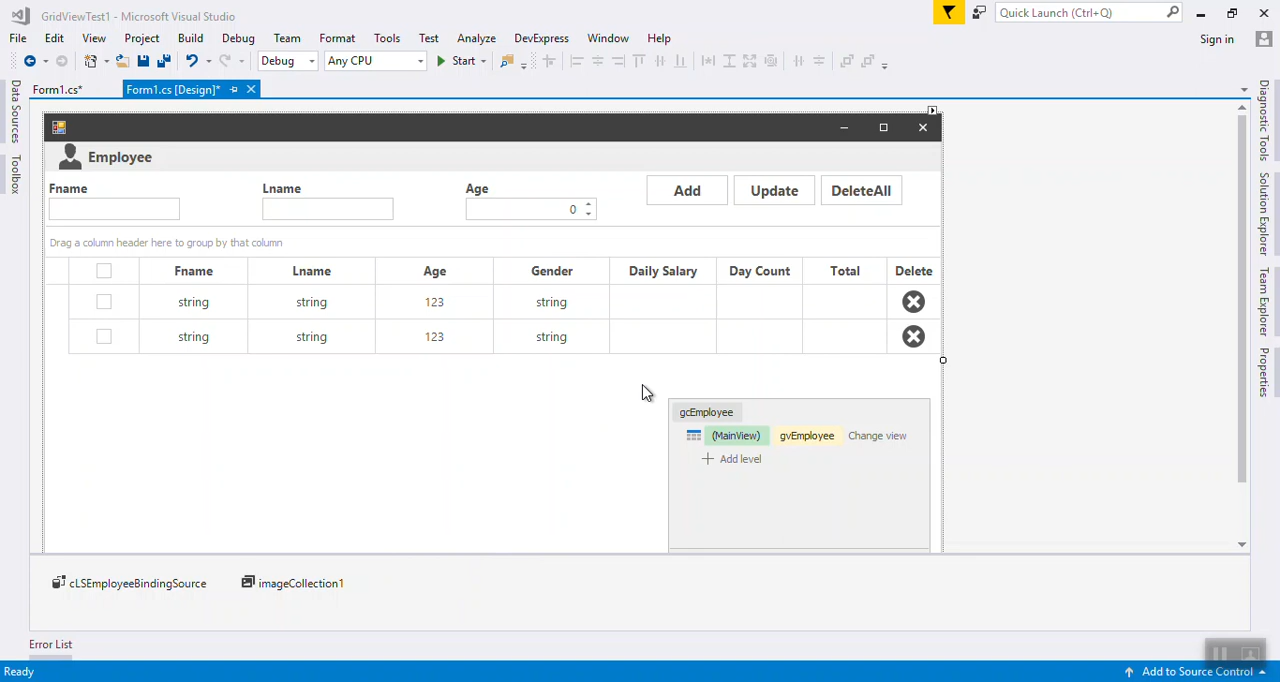 GridViewTest1 - Microsoft Visual Studio
Quick Launch (Ctrl+Q)
File Edit View Project Build Debug Team Format Tools Test Analyze DevExpress Window Help
Sign in
Debug Any CPU Start
Form1.cs* Form1.cs [Design]*
Data Sources
Toolbox
Diagnostic Tools
Solution Explorer
Team Explorer
Properties
Employee
Fname Lname Age
0
Add Update DeleteAll
Drag a column header here to group by that column
Fname Lname Age Gender Daily Salary Day Count Total Delete
string string 123 string
string string 123 string
gcEmployee
(MainView) gvEmployee Change view
Add level
cLSEmployeeBindingSource imageCollection1
Error List
Ready
Add to Source Control